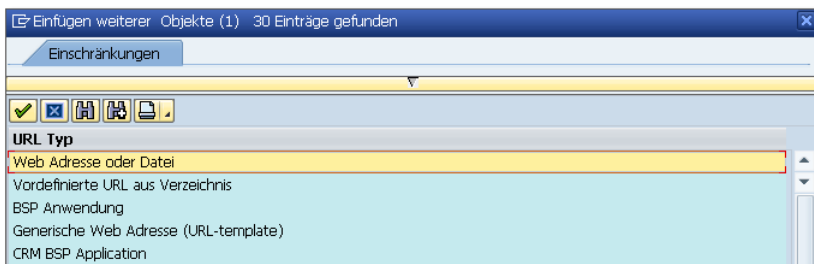 Einfügen weiterer Objekte (1) 30 Einträge gefunden
Einschränkungen
URL Typ
Web Adresse oder Datei
Vordefinierte URL aus Verzeichnis
BSP Anwendung
Generische Web Adresse (URL-template)
CRM BSP Application